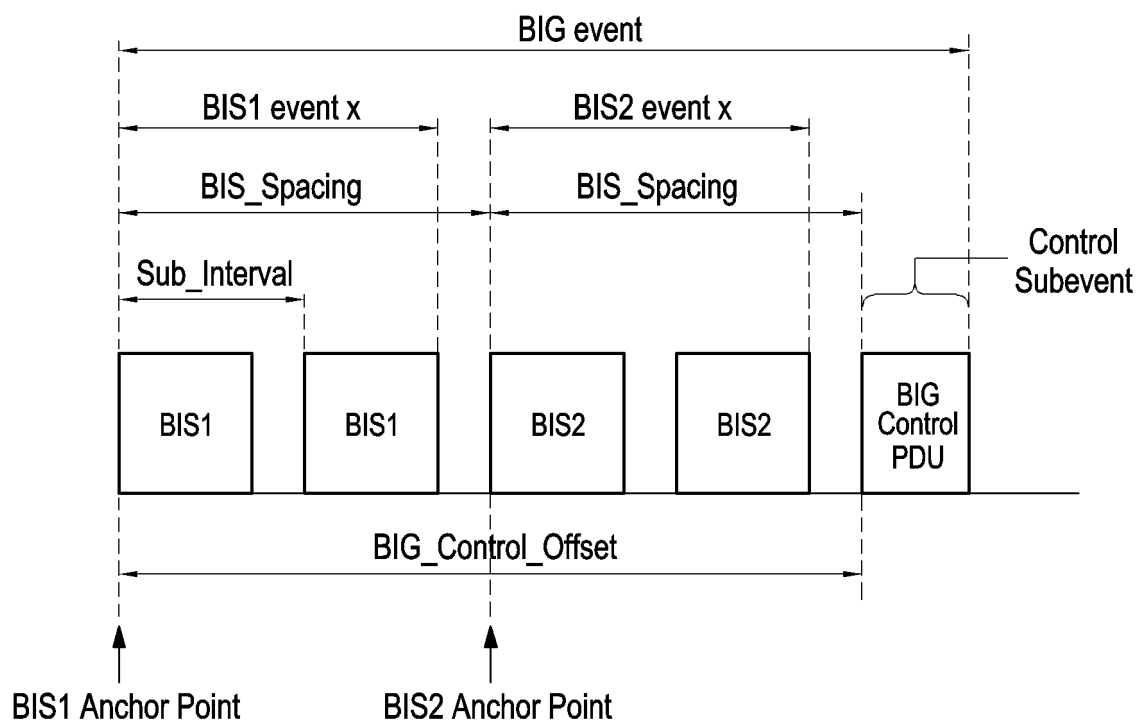 BIG event
BIS1 event x
BIS2 event x
BIS_Spacing
BIS_Spacing
Control
Subevent
Sub_Interval
BIS1
BIS1
BIS2
BIS2
BIG
Control
PDU
BIG_Control_Offset
BIS1 Anchor Point
BIS2 Anchor Point